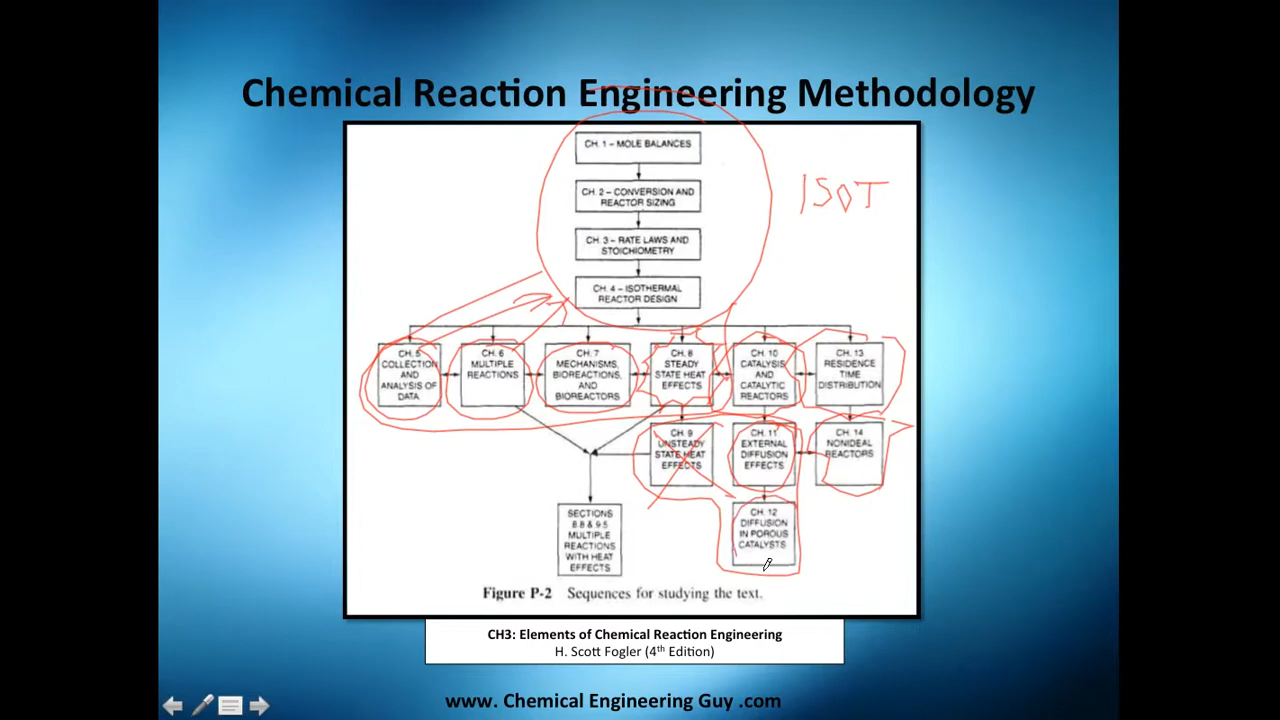 Chemical Reaction Engineering Methodology
CH. 1 – MOLE BALANCES
CH. 2 – CONVERSION AND
REACTOR SIZING
ISOT
CH. 3 – RATE LAWS AND
STOICHIOMETRY
CH. 4 – ISOTHERMAL
REACTOR DESIGN
CH. 5
COLLECTION
AND
ANALYSIS OF
DATA
CH. 6
MULTIPLE
REACTIONS
CH. 7
MECHANISMS,
BIOREACTIONS,
AND
BIOREACTORS
CH. 8
STEADY
STATE HEAT
EFFECTS
CH. 10
CATALYSIS
AND
CATALYTIC
REACTORS
CH. 13
RESIDENCE
TIME
DISTRIBUTION
CH. 9
UNSTEADY
STATE HEAT
EFFECTS
CH. 11
EXTERNAL
DIFFUSION
EFFECTS
CH. 14
NONIDEAL
REACTORS
SECTIONS
8.8 & 9.5
MULTIPLE
REACTIONS
WITH HEAT
EFFECTS
CH. 12
DIFFUSION
IN POROUS
CATALYSTS
Figure P-2 Sequences for studying the text.
CH3: Elements of Chemical Reaction Engineering
H. Scott Fogler (4th Edition)
www. Chemical Engineering Guy .com